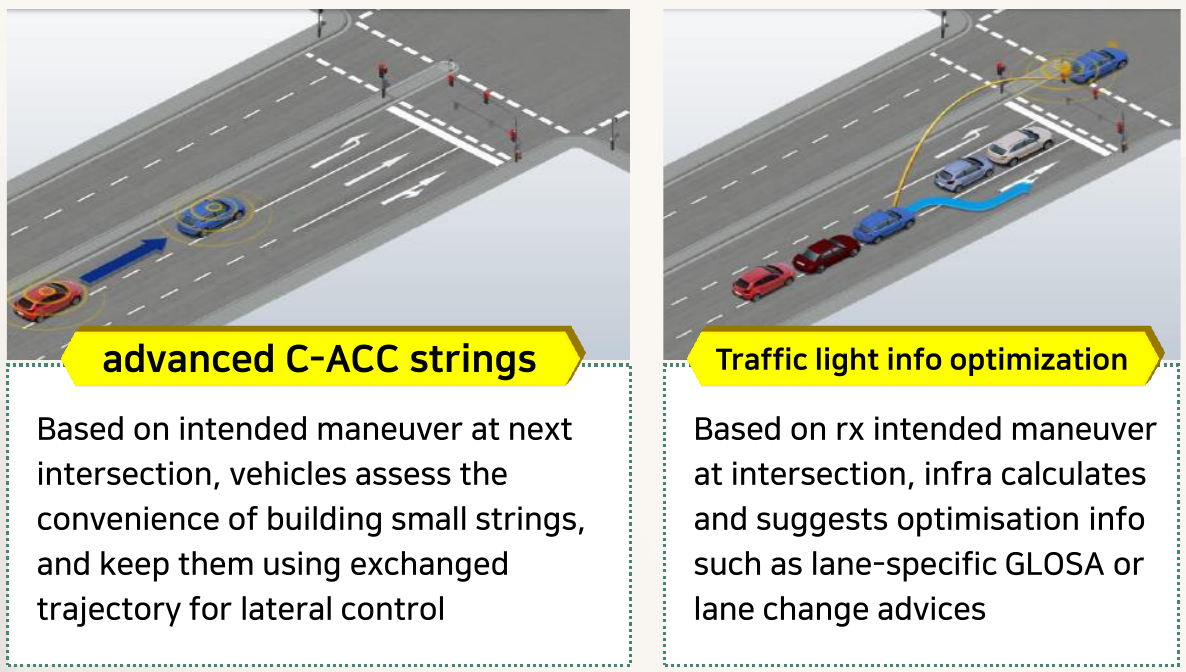 advanced C-ACC strings
Based on intended maneuver at next
intersection, vehicles assess the
convenience of building small strings,
and keep them using exchanged
trajectory for lateral control
Traffic light info optimization
Based on rx intended maneuver
at intersection, infra calculates
and suggests optimisation info
such as lane-specific GLOSA or
lane change advices